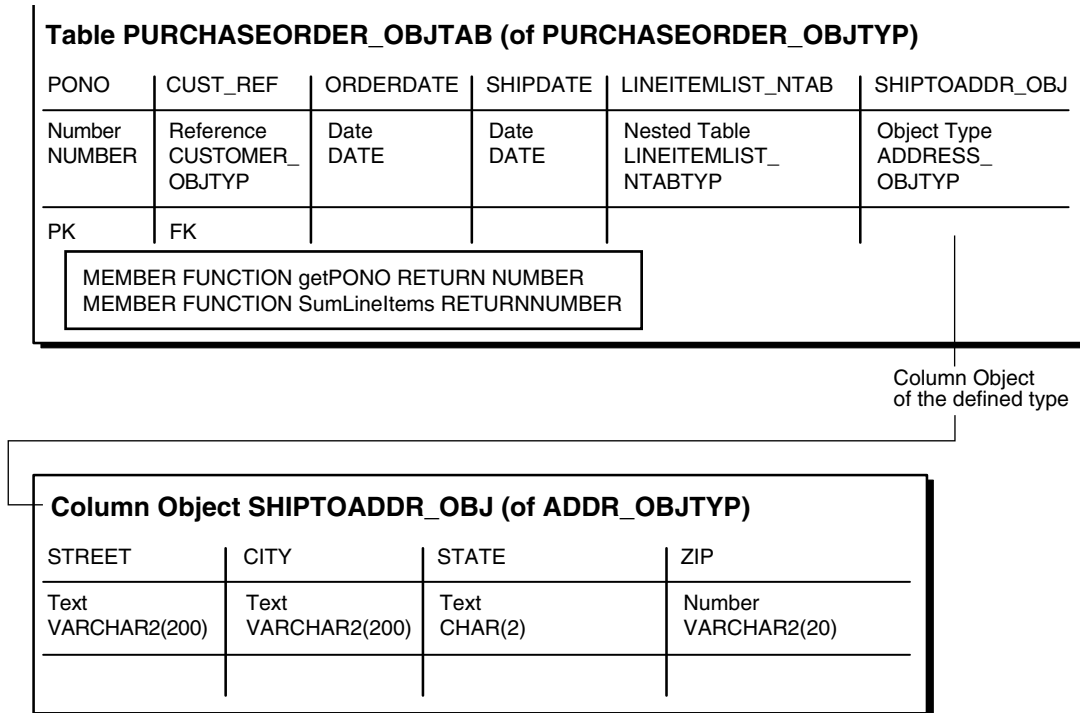 Table PURCHASEORDER_OBJTAB (of PURCHASEORDER_OBJTYP)
PONO CUST_REF ORDERDATE SHIPDATE LINEITEMLIST_NTAB SHIPTOADDR_OBJ
Number Reference Date Date Nested Table Object Type
NUMBER CUSTOMER_ DATE DATE LINEITEMLIST_ ADDRESS_
OBJTYP NTABTYP OBJTYP
PK FK
MEMBER FUNCTION getPONO RETURN NUMBER
MEMBER FUNCTION SumLineItems RETURNNUMBER
Column Object
of the defined type
Column Object SHIPTOADDR_OBJ (of ADDR_OBJTYP)
STREET CITY STATE ZIP
Text Text Text Number
VARCHAR2(200) VARCHAR2(200) CHAR(2) VARCHAR2(20)